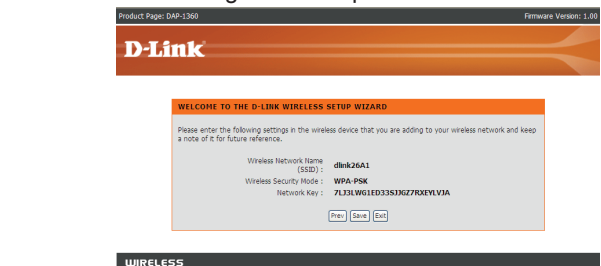 Product Page: DAP-1360 Firmware Version: 1.00
D-Link
WELCOME TO THE D-LINK WIRELESS SETUP WIZARD
Please enter the following settings in the wireless device that you are adding to your wireless network and keep
a note of it for future reference.
Wireless Network Name
(SSID) : dlink26A1
Wireless Security Mode : WPA-PSK
Network Key : 7LJ3LWG1ED33SJJGZ7RXEYLVJA
Prev Save Exit
WIRELESS